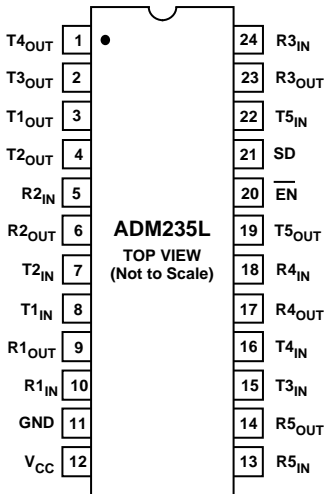 T4OUT 1 24 R3IN
T3OUT 2 23 R3OUT
T1OUT 3 22 T5IN
T2OUT 4 21 SD
R2IN 5 20 EN
R2OUT 6 ADM235L 19 T5OUT
TOP VIEW
(Not to Scale)
T2IN 7 18 R4IN
T1IN 8 17 R4OUT
R1OUT 9 16 T4IN
R1IN 10 15 T3IN
GND 11 14 R5OUT
VCC 12 13 R5IN